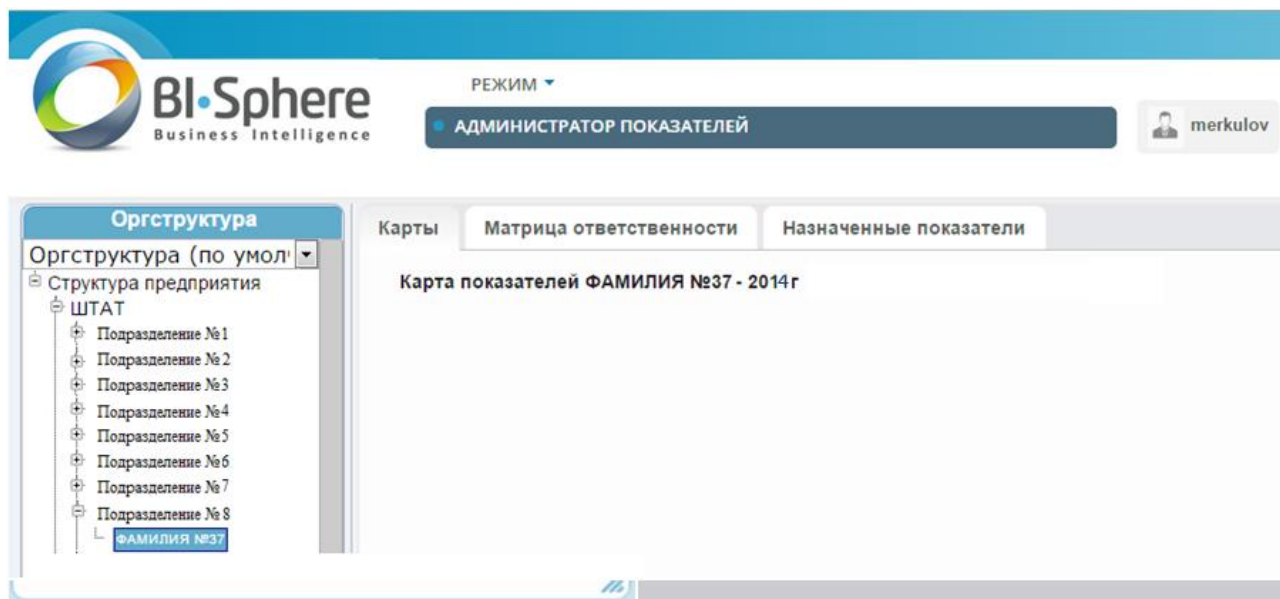 BI•Sphere
Business Intelligence
РЕЖИМ
АДМИНИСТРАТОР ПОКАЗАТЕЛЕЙ
merkulov
Оргструктура
Оргструктура (по умол
Структура предприятия
ШТАТ
Подразделение №1
Подразделение №2
Подразделение №3
Подразделение №4
Подразделение №5
Подразделение №6
Подразделение №7
Подразделение №8
ФАМИЛИЯ №37
Карты Матрица ответственности Назначенные показатели
Карта показателей ФАМИЛИЯ №37 - 2014г